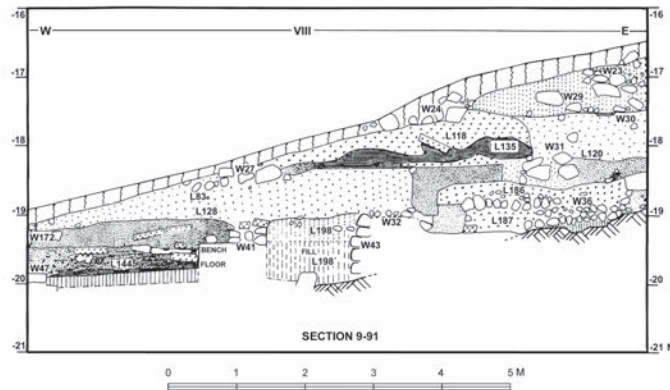 -16 -16
W VIII E
-17 -17
W23
W29
W24
W30
L118
-18 -18
L135
W31
L120
W27
L83
L186
-19 -19
L128
W32
W36
L198
L187
W172
W41
W43
BENCH
FILL
W47
L144
FLOOR
L198
-20 -20
SECTION 9-91
-21 -21 M
0 1 2 3 4 5 M